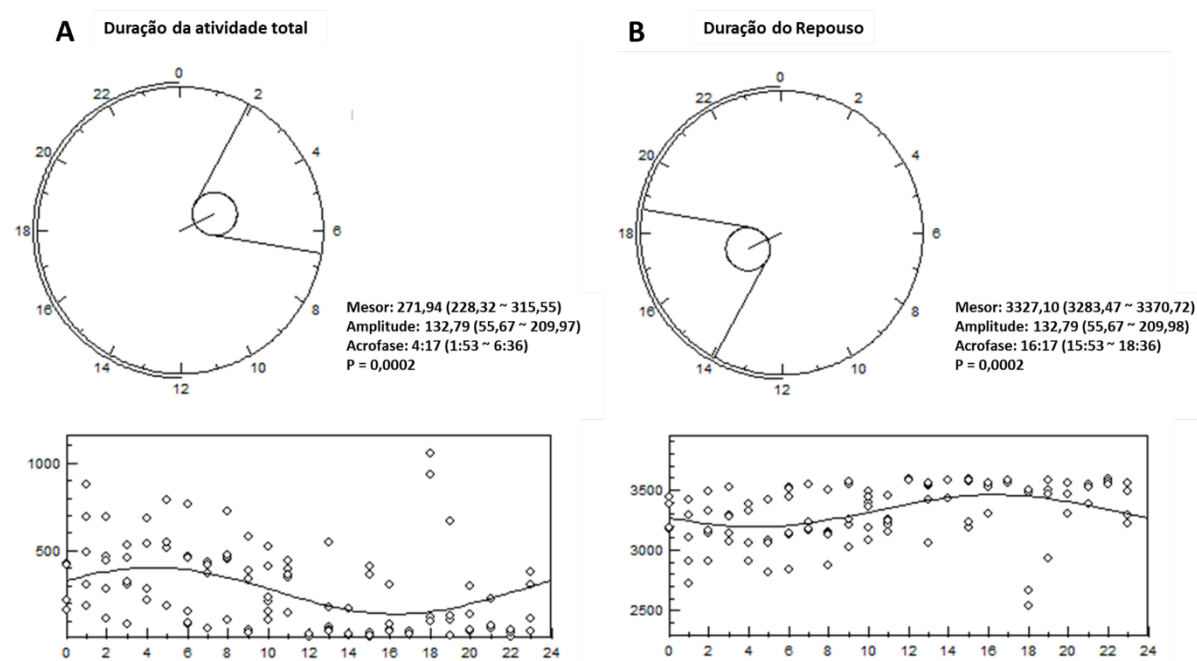 A Duração da atividade total
0
2
4
6
8
10
12
14
16
18
20
22
Mesor: 271,94 (228,32 ~ 315,55)
Amplitude: 132,79 (55,67 ~ 209,97)
Acrofase: 4:17 (1:53 ~ 6:36)
P = 0,0002
1000
500
0 2 4 6 8 10 12 14 16 18 20 22 24
B Duração do Repouso
0
2
4
6
8
10
12
14
16
18
20
22
Mesor: 3327,10 (3283,47 ~ 3370,72)
Amplitude: 132,79 (55,67 ~ 209,98)
Acrofase: 16:17 (15:53 ~ 18:36)
P = 0,0002
3500
3000
2500
0 2 4 6 8 10 12 14 16 18 20 22 24